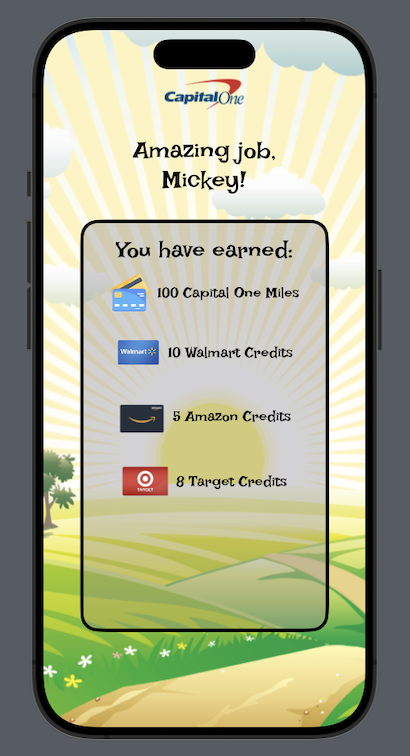 Capital One
Amazing job,
Mickey!
You have earned:
100 Capital One Miles
Walmart
10 Walmart Credits
amazon
5 Amazon Credits
TARGET
8 Target Credits